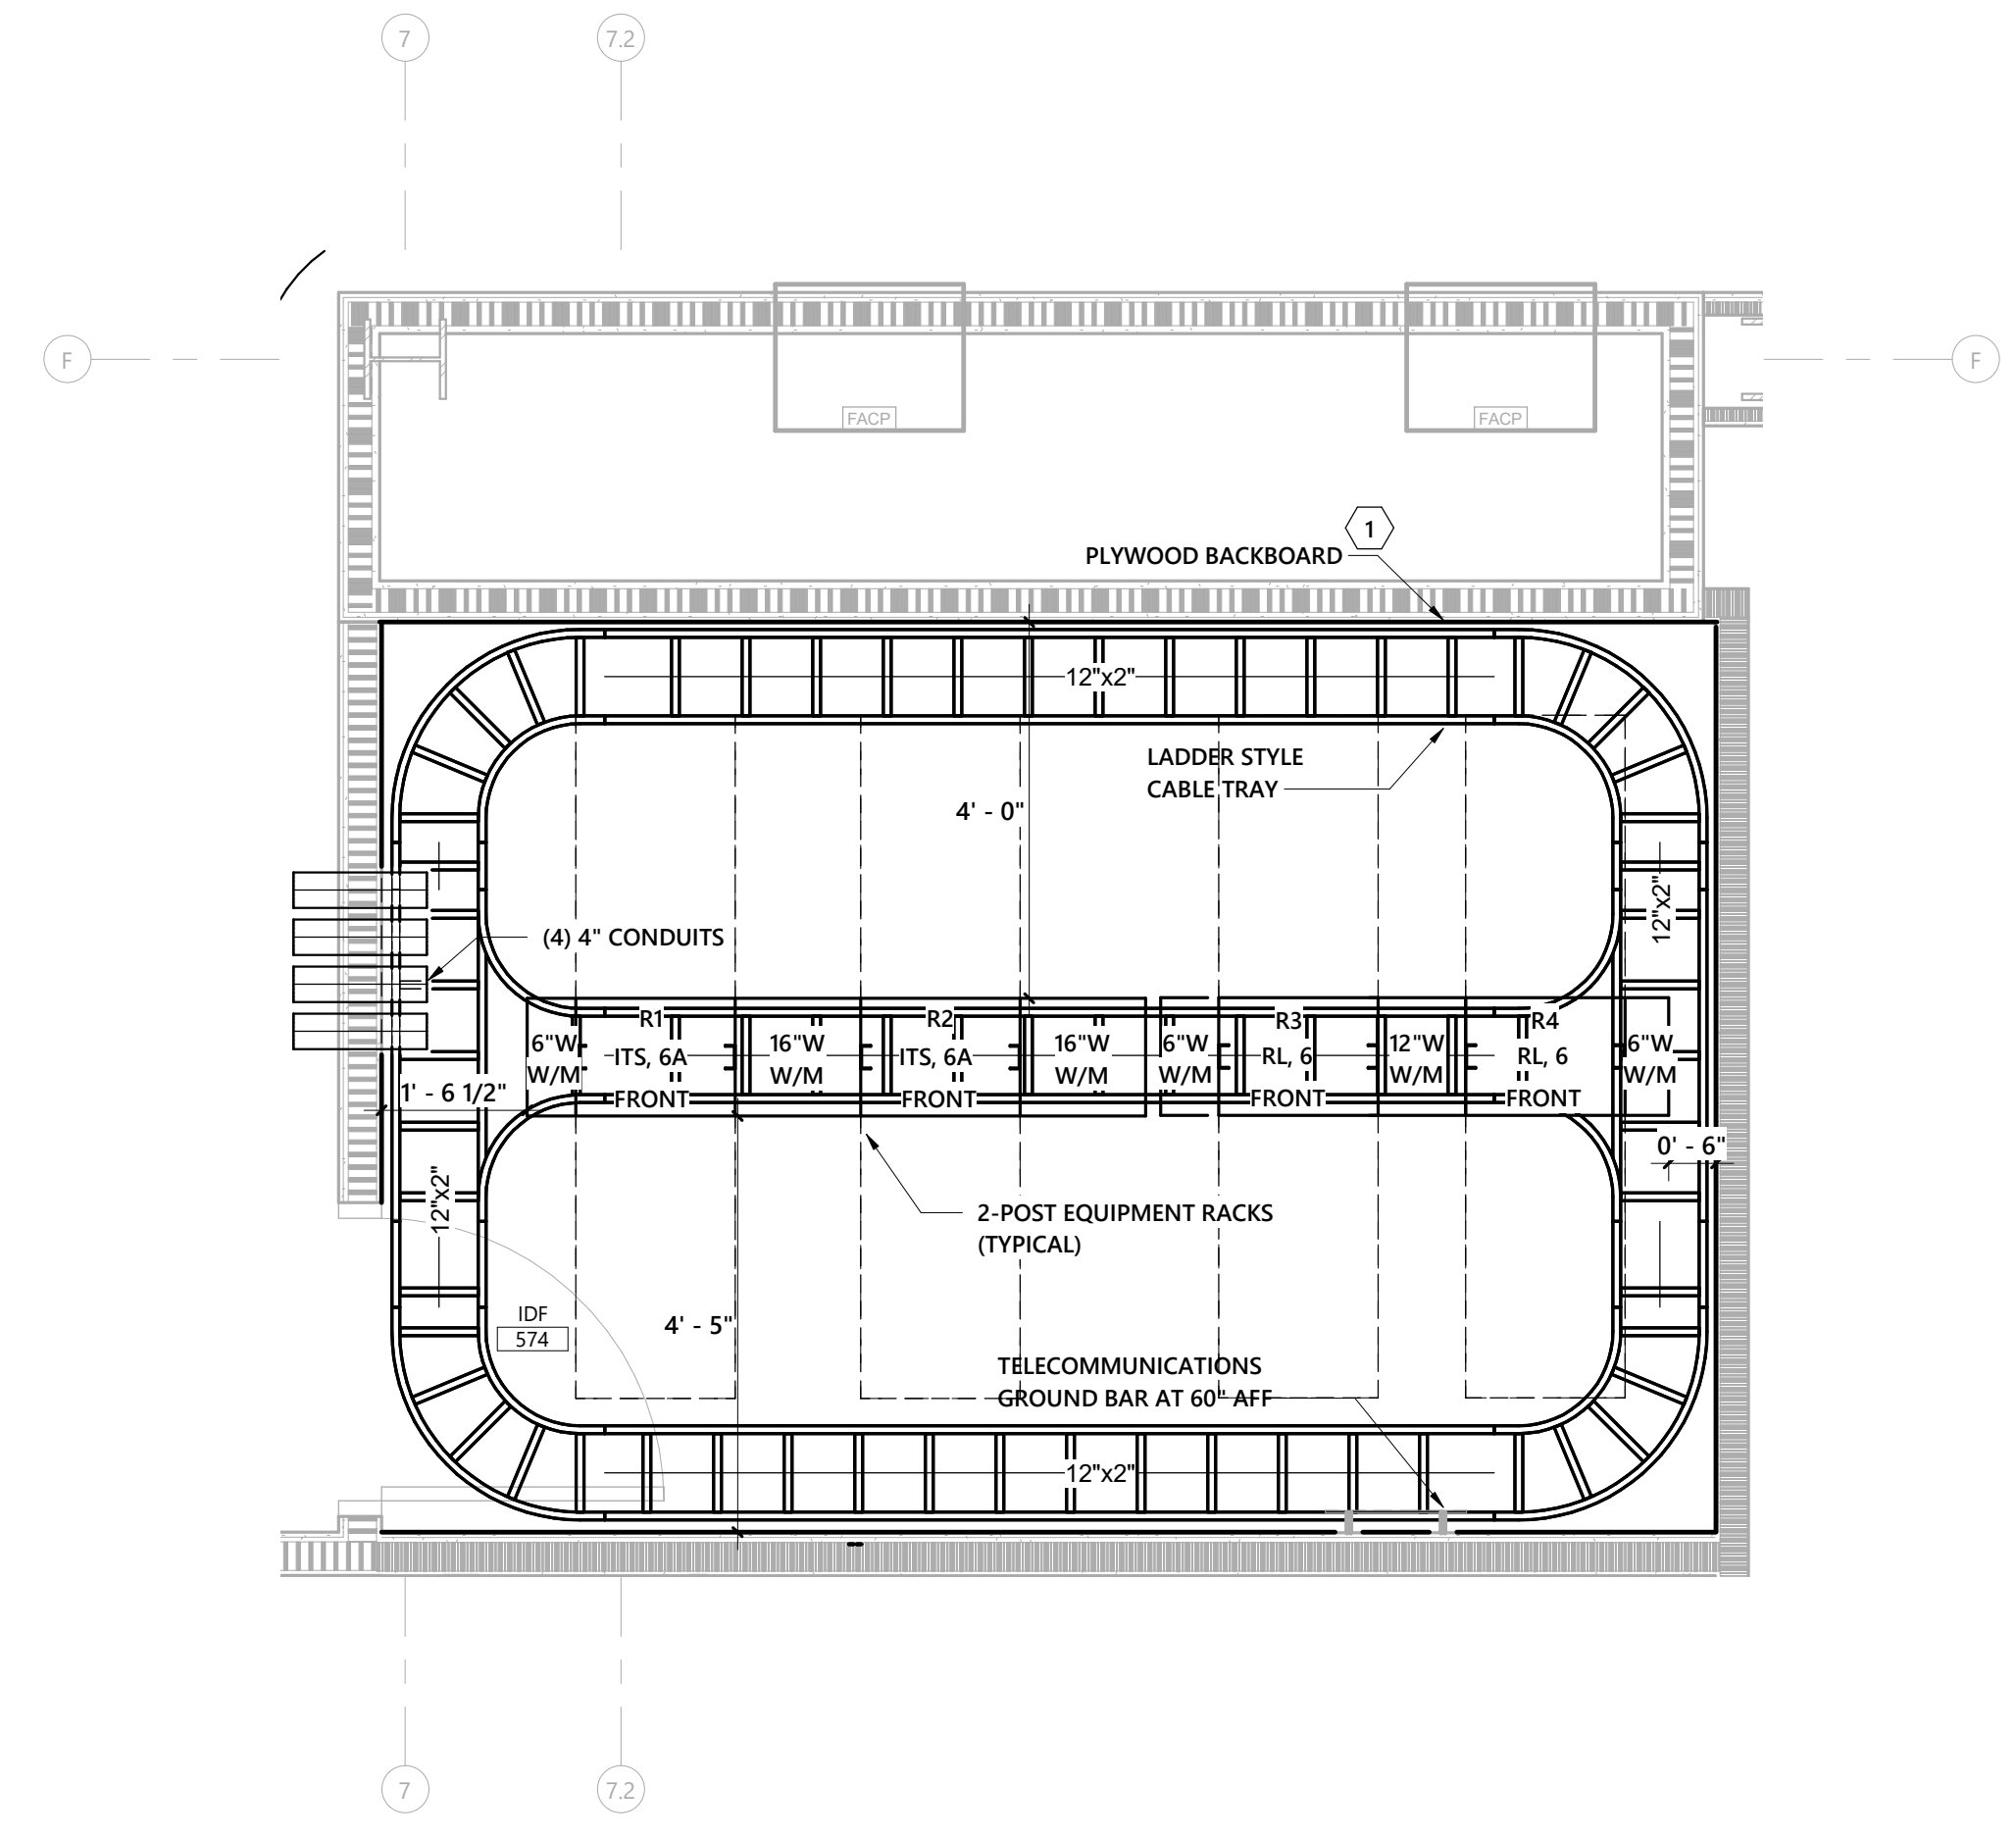 7
7.2
F
F
FACP
FACP
1
PLYWOOD BACKBOARD
12"x2"
LADDER STYLE
CABLE TRAY
4' - 0"
12"x2"
(4) 4" CONDUITS
R1
R2
R3
R4
6"W
W/M
ITS, 6A
16"W
W/M
ITS, 6A
16"W
W/M
6"W
W/M
RL, 6
12"W
W/M
RL, 6
6"W
W/M
FRONT
FRONT
FRONT
FRONT
1' - 6 1/2"
0' - 6"
12"x2"
2-POST EQUIPMENT RACKS
(TYPICAL)
IDF
574
4' - 5"
TELECOMMUNICATIONS
GROUND BAR AT 60" AFF
12"x2"
7
7.2